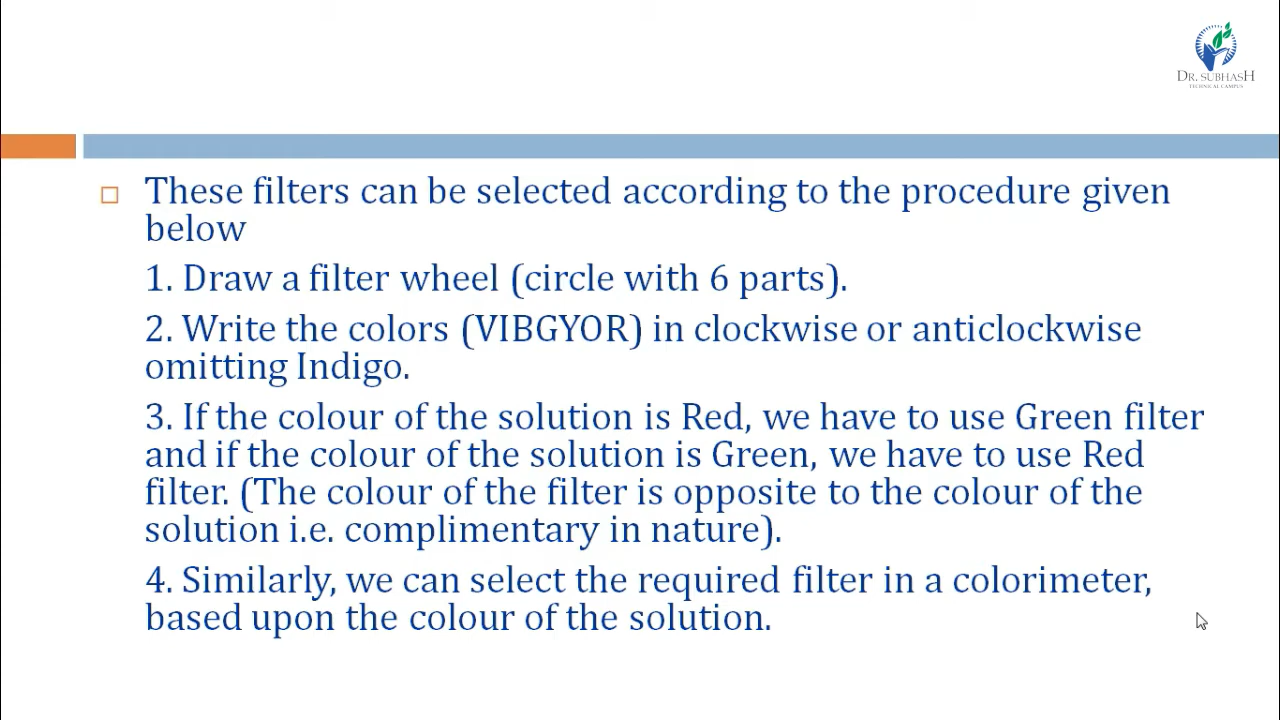 DR. SUBHASH
TECHNICAL CAMPUS
These filters can be selected according to the procedure given
below
1. Draw a filter wheel (circle with 6 parts).
2. Write the colors (VIBGYOR) in clockwise or anticlockwise
omitting Indigo.
3. If the colour of the solution is Red, we have to use Green filter
and if the colour of the solution is Green, we have to use Red
filter. (The colour of the filter is opposite to the colour of the
solution i.e. complimentary in nature).
4. Similarly, we can select the required filter in a colorimeter,
based upon the colour of the solution.